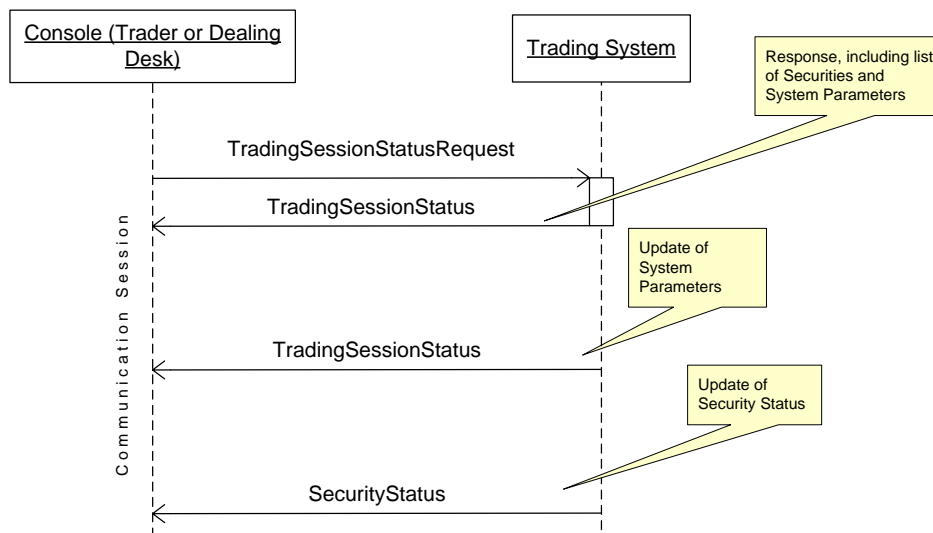 Console (Trader or Dealing
Desk)
Trading System
Response, including list
of Securities and
System Parameters
TradingSessionStatusRequest
TradingSessionStatus
Update of
System
Parameters
TradingSessionStatus
Update of
Security Status
SecurityStatus
Communication Session